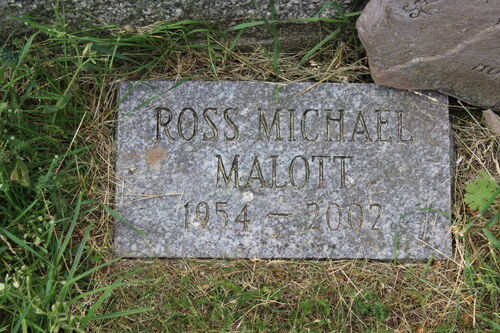 ROSS MICHAEL
MALOTT
1954 – 2002